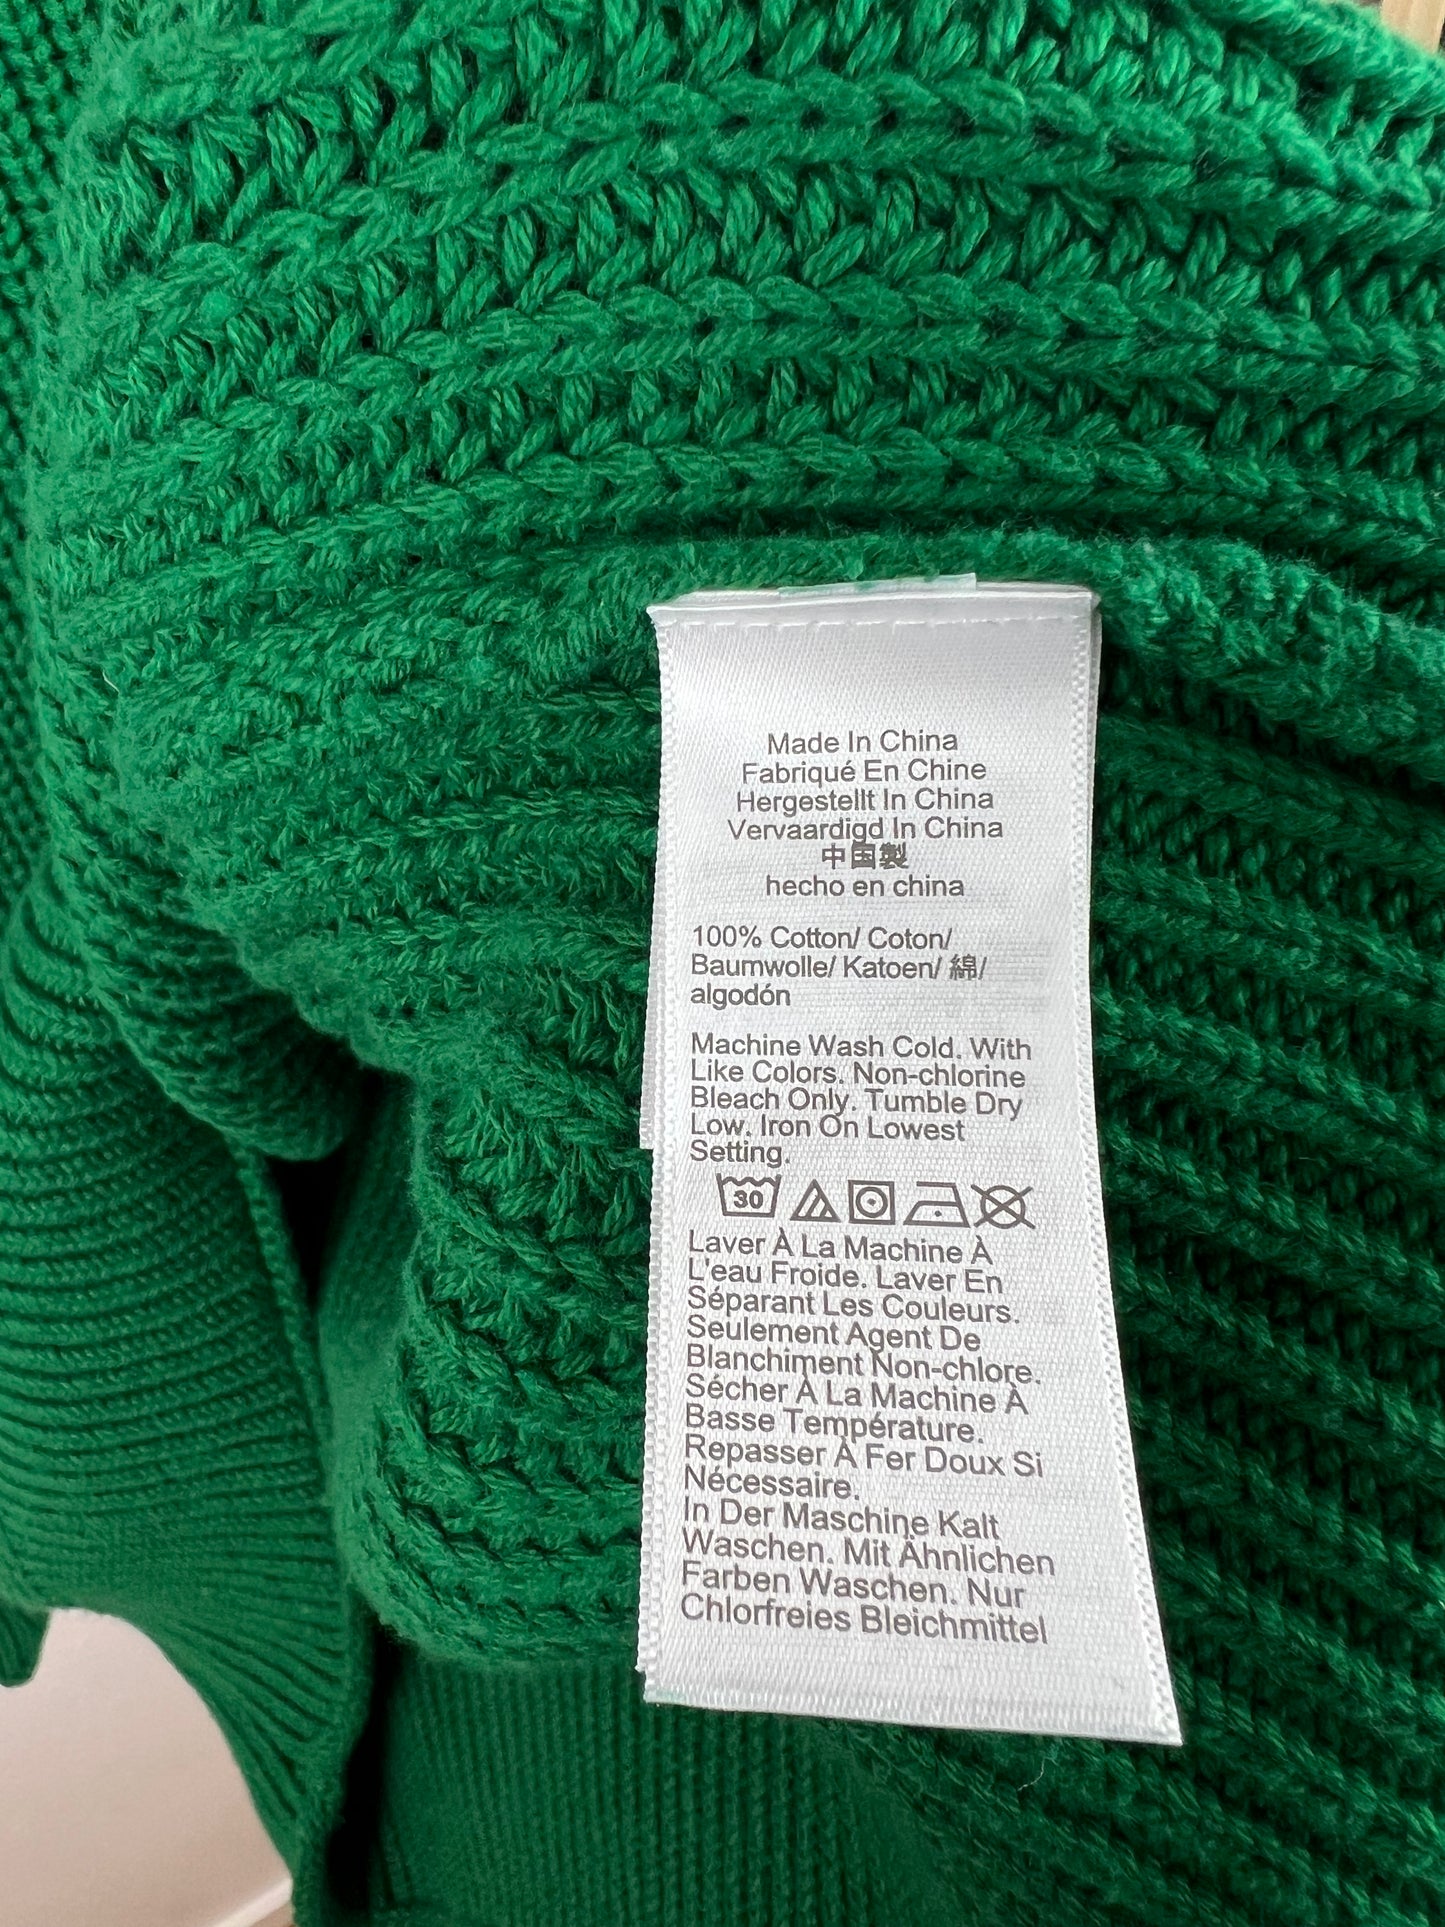 Made In China
Fabriqué En Chine
Hergestellt In China
Vervaardigd In China
中国製
hecho en china
100% Cotton/ Coton/
Baumwolle/ Katoen/ 綿/
algodón
Machine Wash Cold. With
Like Colors. Non-chlorine
Bleach Only. Tumble Dry
Low. Iron On Lowest
Setting.
30
Laver À La Machine À
L'eau Froide. Laver En
Séparant Les Couleurs.
Seulement Agent De
Blanchiment Non-chlore.
Sécher À La Machine À
Basse Température.
Repasser À Fer Doux Si
Nécessaire.
In Der Maschine Kalt
Waschen. Mit Ähnlichen
Farben Waschen. Nur
Chlorfreies Bleichmittel